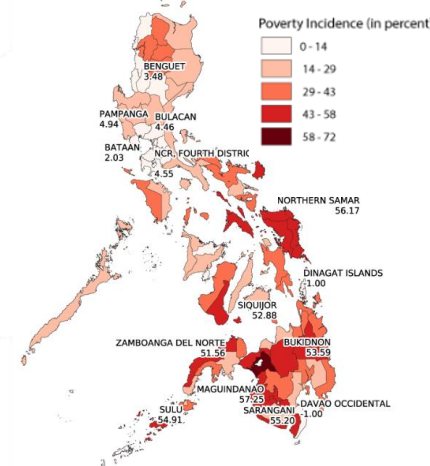 Poverty Incidence (in percent
0 - 14
14 - 29
29 - 43
43 - 58
58 - 72
BENGUET
3.48
PAMPANGA
4.94
BULACAN
4.46
BATAAN
2.03
NCR, FOURTH DISTRIC
4.55
NORTHERN SAMAR
56.17
DINAGAT ISLANDS
-1.00
SIQUIJOR
52.88
ZAMBOANGA DEL NORTE
51.56
BUKIDNON
53.59
MAGUINDANAO
57.25
SULU
54.91
SARANGANI
55.20
DAVAO OCCIDENTAL
-1.00